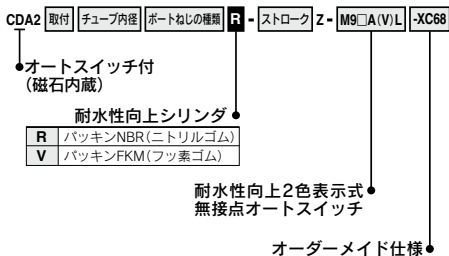 CDA2 取付 チューブ内径 ポートねじの種類 R - ストローク Z - M9□A(V)L -XC68
オートスイッチ付
(磁石内蔵)
耐水性向上シリンダ
R パッキンNBR(ニトリルゴム)
V パッキンFKM(フッ素ゴム)
耐水性向上2色表示式
無接点オートスイッチ
オーダーメイド仕様